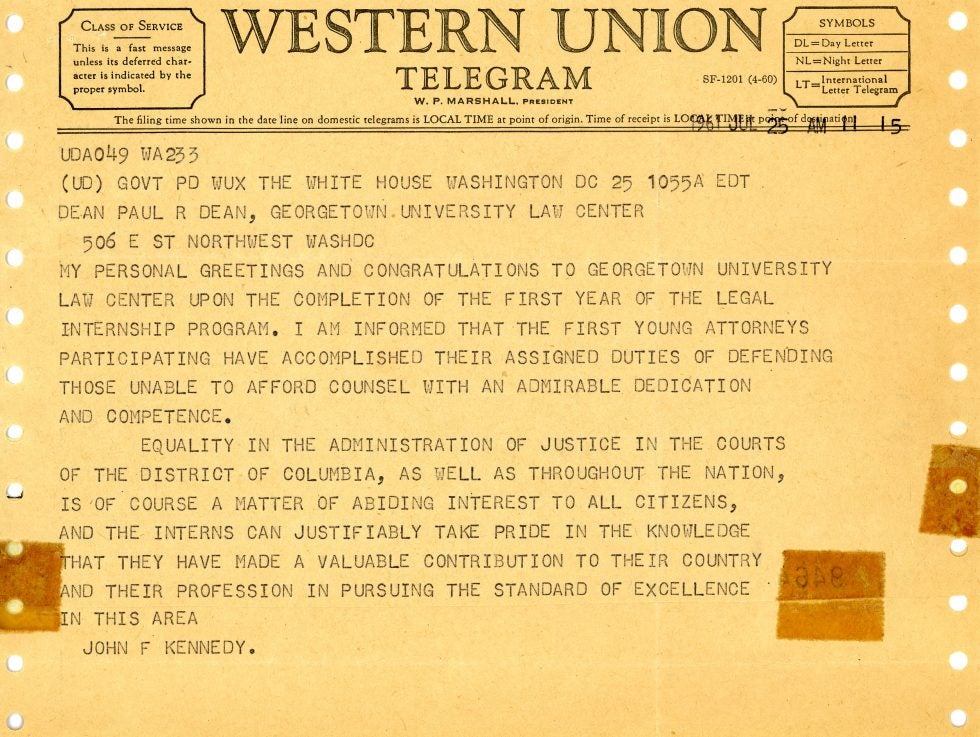 CLASS OF SERVICE
This is a fast message
unless its deferred char-
acter is indicated by the
proper symbol.
WESTERN UNION
TELEGRAM
W. P. MARSHALL, PRESIDENT
SF-1201 (4-60)
SYMBOLS
DL=Day Letter
NL=Night Letter
LT=International Letter Telegram
The filing time shown in the date line on domestic telegrams is LOCAL TIME at point of origin. Time of receipt is LOCAL TIME at point of destination
1961 JUL 25 AM 11 15
UDA049 WA233
(UD) GOVT PD WUX THE WHITE HOUSE WASHINGTON DC 25 1055A EDT
DEAN PAUL R DEAN, GEORGETOWN UNIVERSITY LAW CENTER
506 E ST NORTHWEST WASHDC
MY PERSONAL GREETINGS AND CONGRATULATIONS TO GEORGETOWN UNIVERSITY
LAW CENTER UPON THE COMPLETION OF THE FIRST YEAR OF THE LEGAL
INTERNSHIP PROGRAM. I AM INFORMED THAT THE FIRST YOUNG ATTORNEYS
PARTICIPATING HAVE ACCOMPLISHED THEIR ASSIGNED DUTIES OF DEFENDING
THOSE UNABLE TO AFFORD COUNSEL WITH AN ADMIRABLE DEDICATION
AND COMPETENCE.
EQUALITY IN THE ADMINISTRATION OF JUSTICE IN THE COURTS
OF THE DISTRICT OF COLUMBIA, AS WELL AS THROUGHOUT THE NATION,
IS OF COURSE A MATTER OF ABIDING INTEREST TO ALL CITIZENS,
AND THE INTERNS CAN JUSTIFIABLY TAKE PRIDE IN THE KNOWLEDGE
THAT THEY HAVE MADE A VALUABLE CONTRIBUTION TO THEIR COUNTRY
AND THEIR PROFESSION IN PURSUING THE STANDARD OF EXCELLENCE
IN THIS AREA
JOHN F KENNEDY.